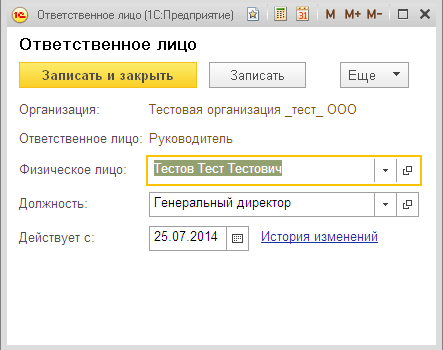 Ответственное лицо (1С:Предприятие)
M M+ M-
Ответственное лицо
Записать и закрыть Записать Еще
Организация: Тестовая организация _тест_ ООО
Ответственное лицо: Руководитель
Физическое лицо: Тестов Тест Тестович
Должность: Генеральный директор
Действует с: 25.07.2014 История изменений